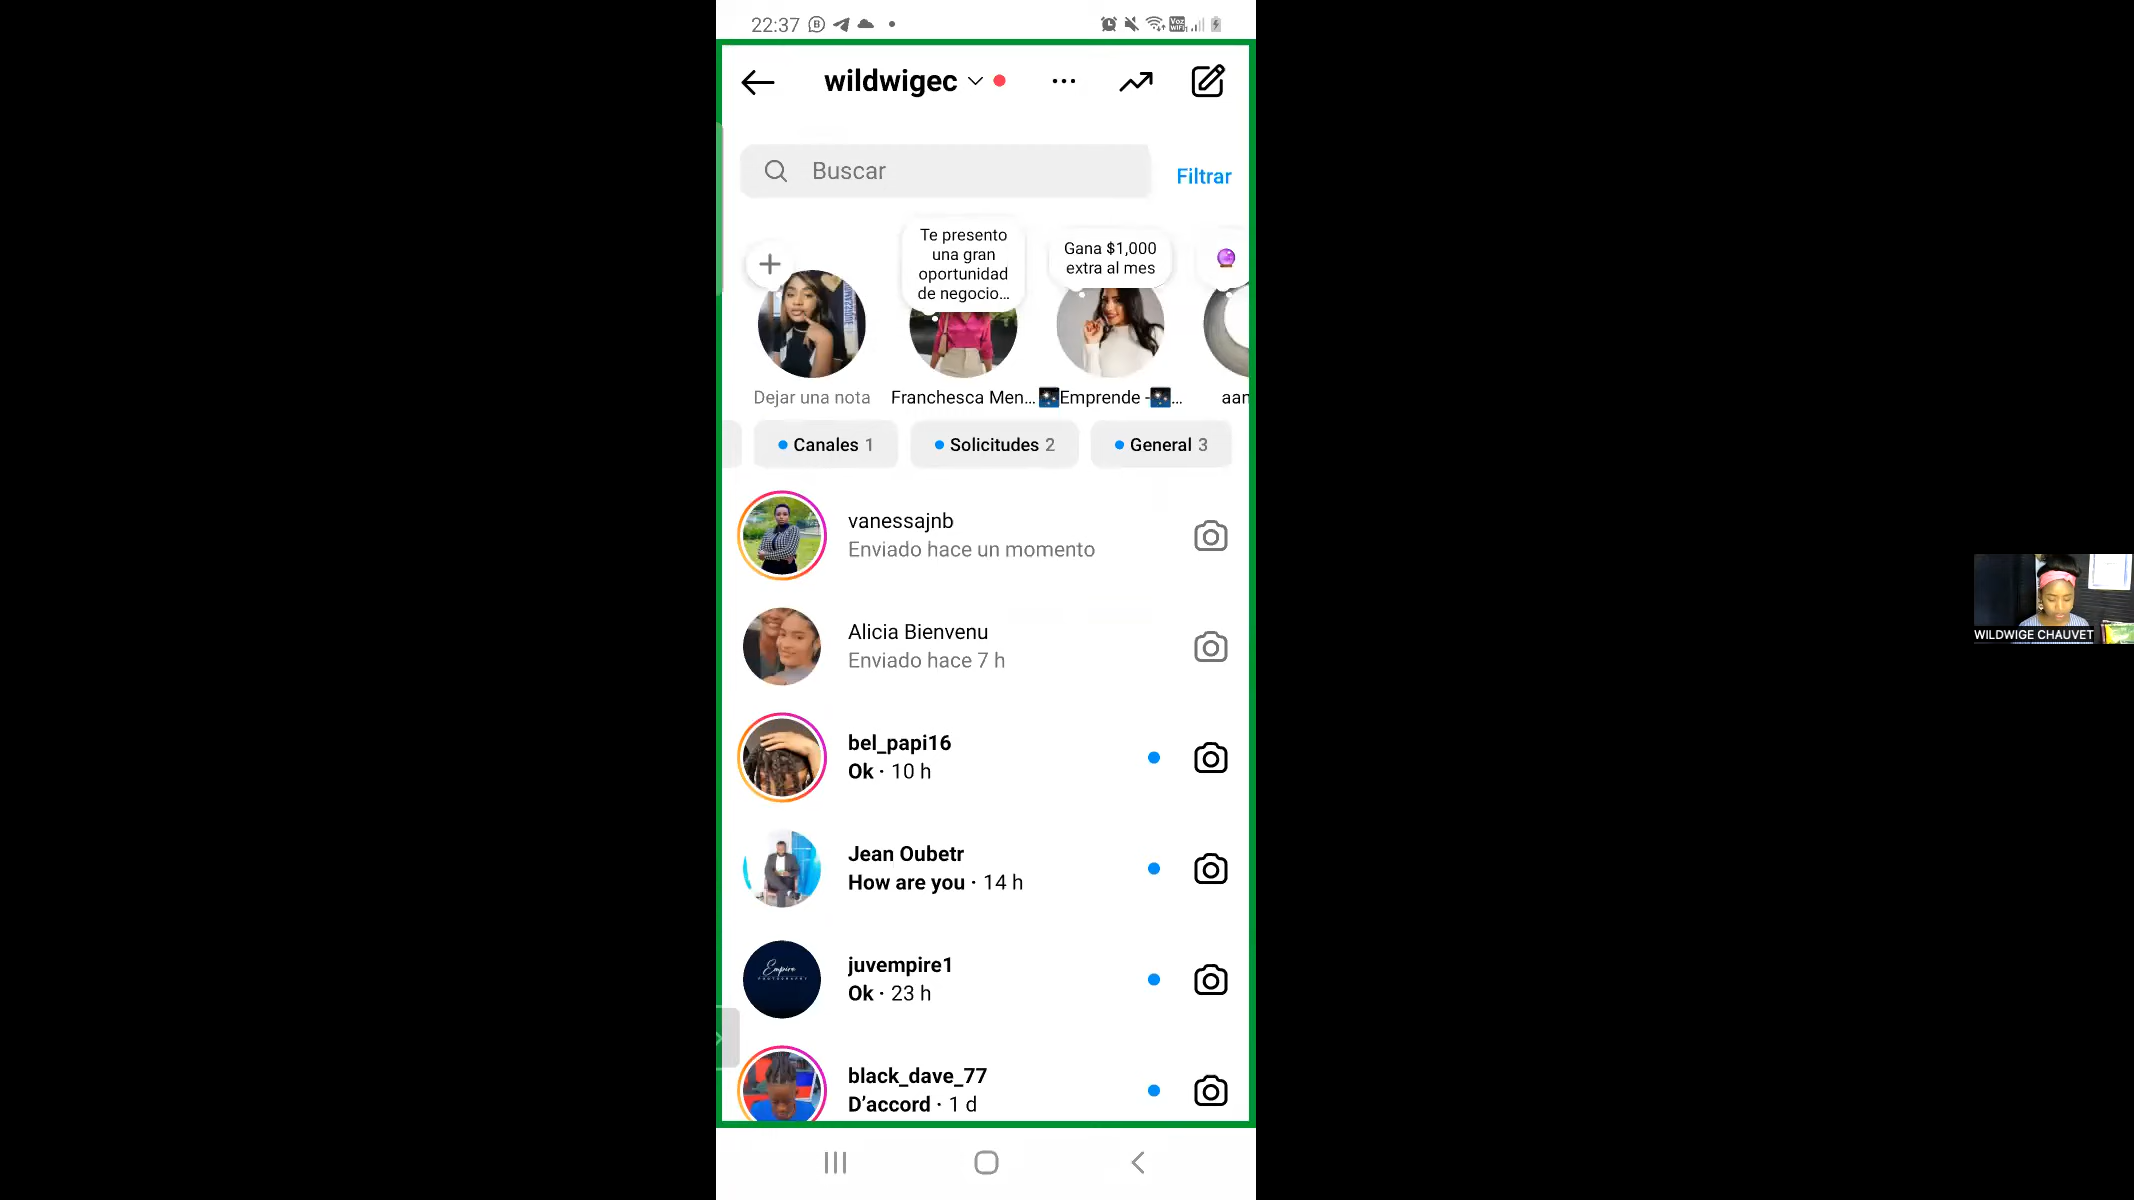 22:37
wildwigec
Buscar
Filtrar
Te presento
una gran
oportunidad
de negocio...
Gana $1,000
extra al mes
Dejar una nota
Franchesca Men...
Emprende -...
aan
Canales 1
Solicitudes 2
General 3
vanessajnb
Enviado hace un momento
Alicia Bienvenu
Enviado hace 7 h
bel_papi16
Ok · 10 h
Jean Oubetr
How are you · 14 h
Empire
PHOTOGRAPHY
juvempire1
Ok · 23 h
black_dave_77
D’accord · 1 d
WILDWIGE CHAUVET